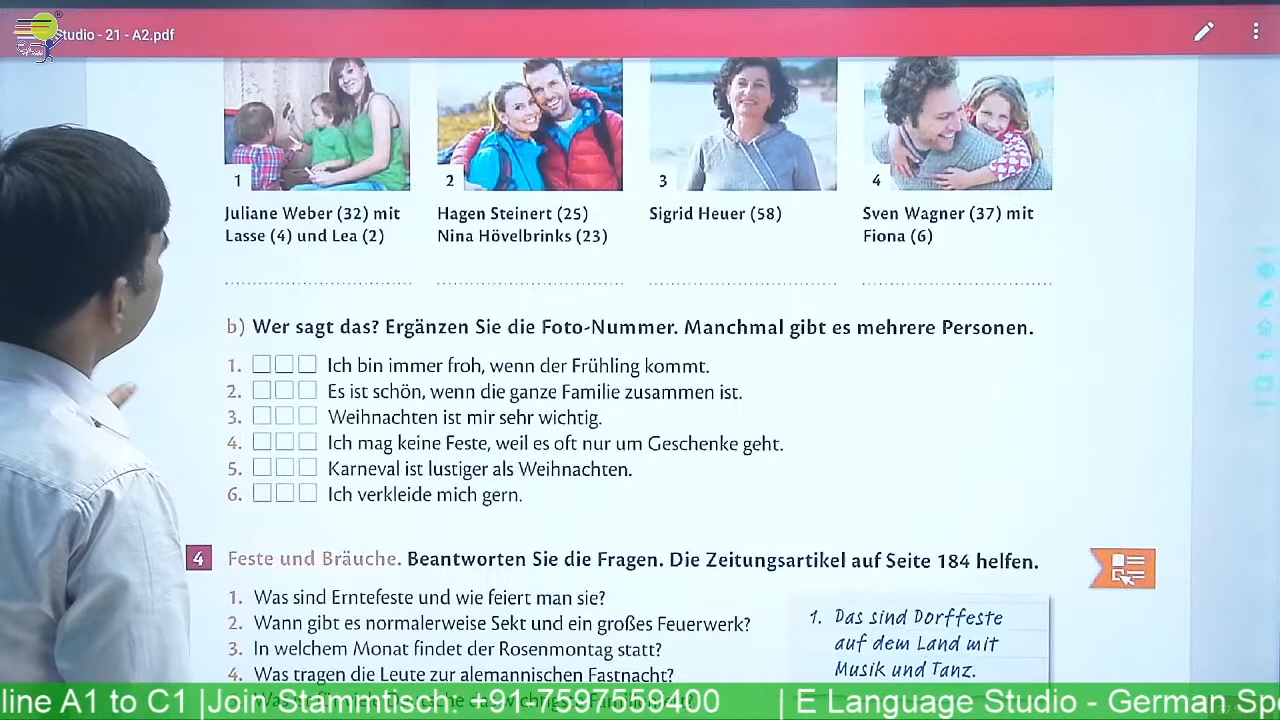 Studio - 21 - A2.pdf
1
2
3
4
Juliane Weber (32) mit
Lasse (4) und Lea (2)
Hagen Steinert (25)
Nina Hövelbrinks (23)
Sigrid Heuer (58)
Sven Wagner (37) mit
Fiona (6)
b) Wer sagt das? Ergänzen Sie die Foto-Nummer. Manchmal gibt es mehrere Personen.
1. Ich bin immer froh, wenn der Frühling kommt.
2. Es ist schön, wenn die ganze Familie zusammen ist.
3. Weihnachten ist mir sehr wichtig.
4. Ich mag keine Feste, weil es oft nur um Geschenke geht.
5. Karneval ist lustiger als Weihnachten.
6. Ich verkleide mich gern.
4 Feste und Bräuche. Beantworten Sie die Fragen. Die Zeitungsartikel auf Seite 184 helfen.
1. Was sind Erntefeste und wie feiert man sie?
2. Wann gibt es normalerweise Sekt und ein großes Feuerwerk?
3. In welchem Monat findet der Rosenmontag statt?
4. Was tragen die Leute zur alemannischen Fastnacht?
1. Das sind Dorffeste
auf dem Land mit
Musik und Tanz.
line A1 to C1 |Join Stammtisch: +91-7597659400 | E Language Studio - German Sp